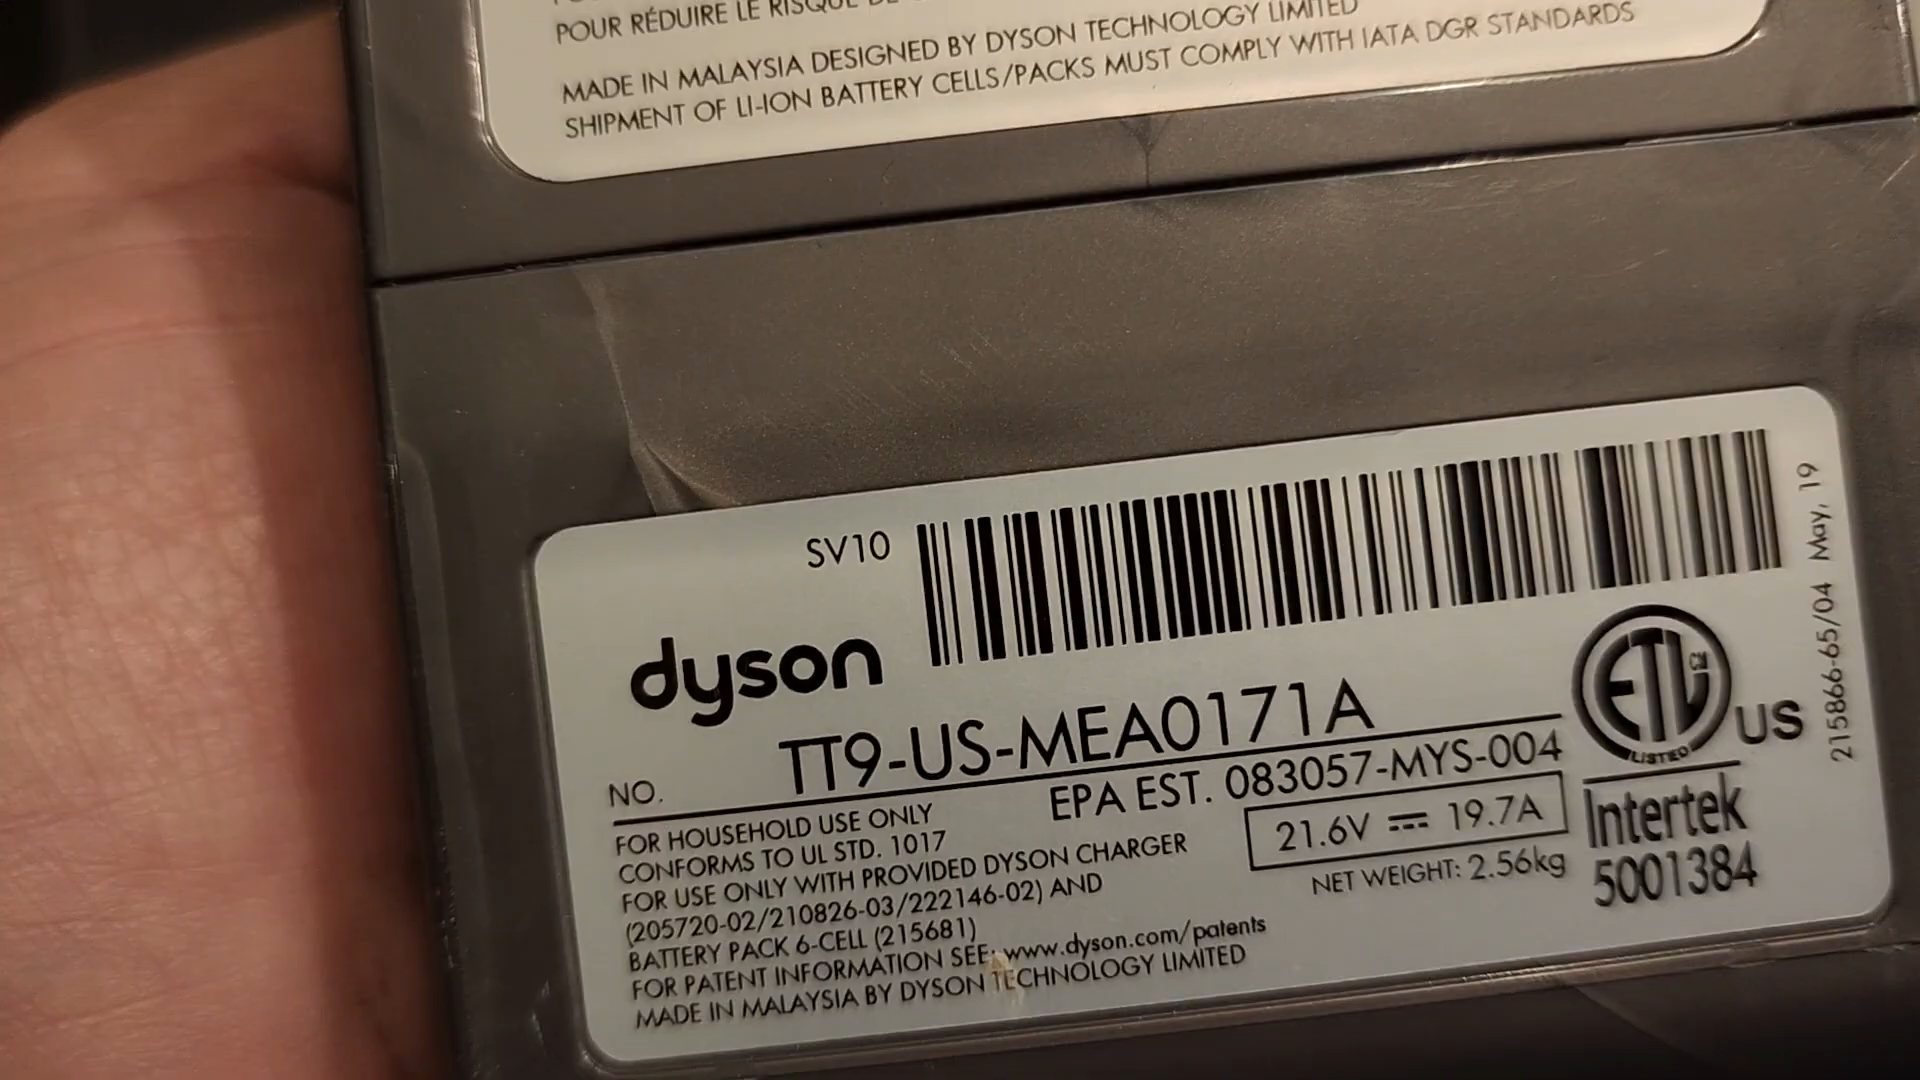 POUR RÉDUIRE LE RISQUE DE
MADE IN MALAYSIA DESIGNED BY DYSON TECHNOLOGY LIMITED
SHIPMENT OF LI-ION BATTERY CELLS/PACKS MUST COMPLY WITH IATA DGR STANDARDS
SV10
dyson
NO. TT9-US-MEA0171A
EPA EST. 083057-MYS-004
FOR HOUSEHOLD USE ONLY
CONFORMS TO UL STD. 1017
FOR USE ONLY WITH PROVIDED DYSON CHARGER
(205720-02/210826-03/222146-02) AND
BATTERY PACK 6-CELL (215681)
FOR PATENT INFORMATION SEE: www.dyson.com/patents
MADE IN MALAYSIA BY DYSON TECHNOLOGY LIMITED
21.6V ⎓ 19.7A
NET WEIGHT: 2.56kg
ETL CM
LISTED
US
Intertek
5001384
215866-65/04 May, 19